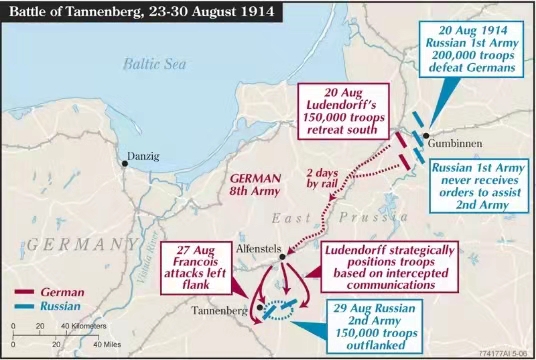 Battle of Tannenberg, 23-30 August 1914
20 Aug 1914
Russian 1st Army
200,000 troops
defeat Germans
Baltic Sea
20 Aug
Ludendorff's
150,000 troops
retreat south
Gumbinnen
Danzig
GERMAN
8th Army
2 days
by rail
Russian 1st Army
never receives
orders to assist
2nd Army
East Prussia
GERMANY
Vistula River
27 Aug
Francois
attacks left
flank
Alfenstels
Ludendorff strategically
positions troops
based on intercepted
communications
German
Russian
Tannenberg
29 Aug Russian
2nd Army
150,000 troops
outflanked
0 20 40 Kilometers
0 20 40 Miles
774177AI 5-06